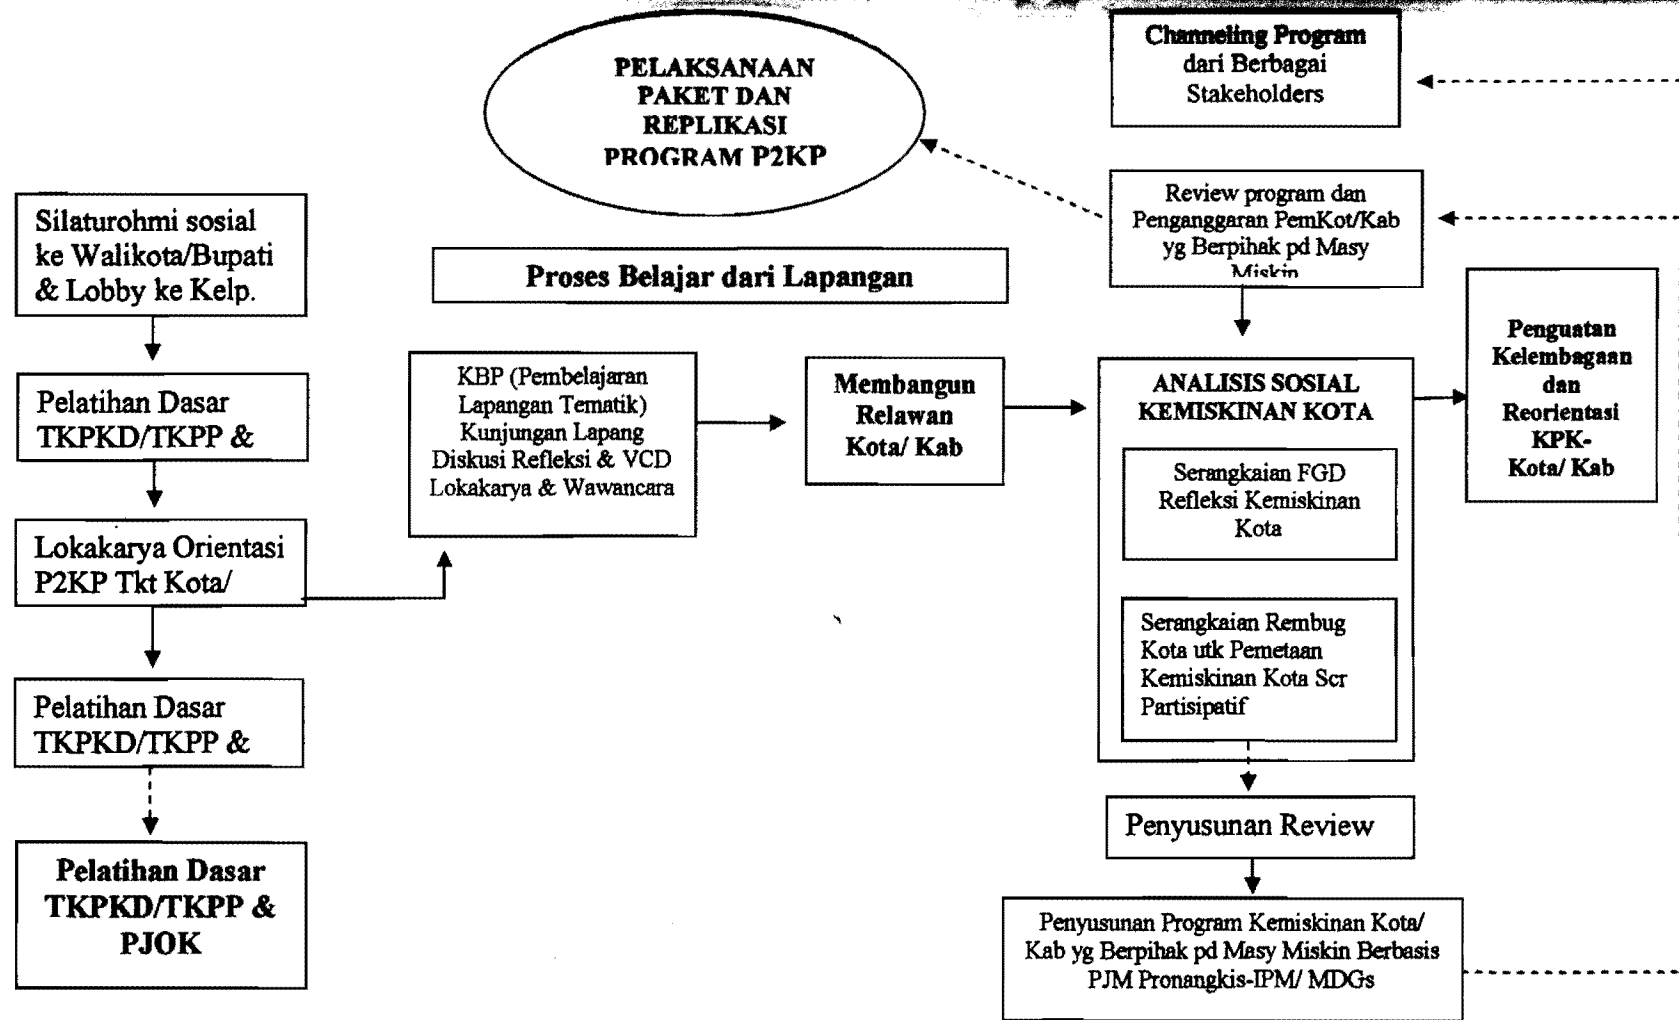 PELAKSANAAN
PAKET DAN
REPLIKASI
PROGRAM P2KP
Channeling Program
dari Berbagai
Stakeholders
Review program dan
Penganggaran PemKot/Kab
yg Berpihak pd Masy
Miskin
Silaturohmi sosial
ke Walikota/Bupati
& Lobby ke Kelp.
Proses Belajar dari Lapangan
Pelatihan Dasar
TKPKD/TKPP &
Lokakarya Orientasi
P2KP Tkt Kota/
Pelatihan Dasar
TKPKD/TKPP &
Pelatihan Dasar
TKPKD/TKPP &
PJOK
KBP (Pembelajaran
Lapangan Tematik)
Kunjungan Lapang
Diskusi Refleksi & VCD
Lokakarya & Wawancara
Membangun
Relawan
Kota/ Kab
ANALISIS SOSIAL
KEMISKINAN KOTA
Serangkaian FGD
Refleksi Kemiskinan
Kota
Serangkaian Rembug
Kota utk Pemetaan
Kemiskinan Kota Scr
Partisipatif
Penguatan
Kelembagaan
dan
Reorientasi
KPK-
Kota/ Kab
Penyusunan Review
Penyusunan Program Kemiskinan Kota/
Kab yg Berpihak pd Masy Miskin Berbasis
PJM Pronangkis-IPM/ MDGs